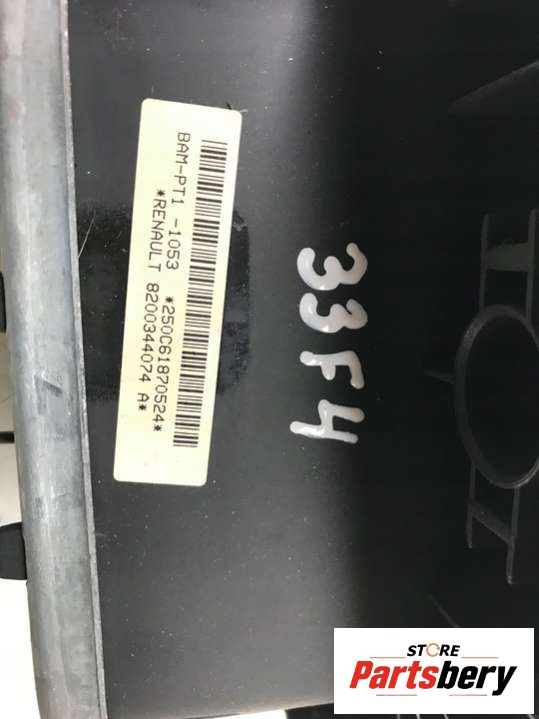 BAM-PT1 -1053 *250C61870524*
*RENAULT 8200344074 A*
33F4
STORE
Partsbery